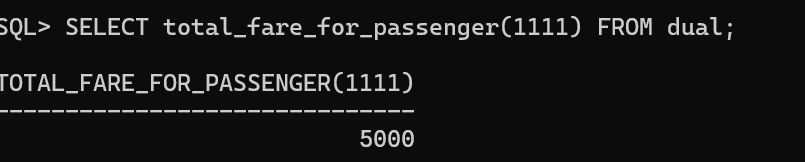 SQL> SELECT total_fare_for_passenger(1111) FROM dual;
TOTAL_FARE_FOR_PASSENGER(1111)
------------------------------
5000